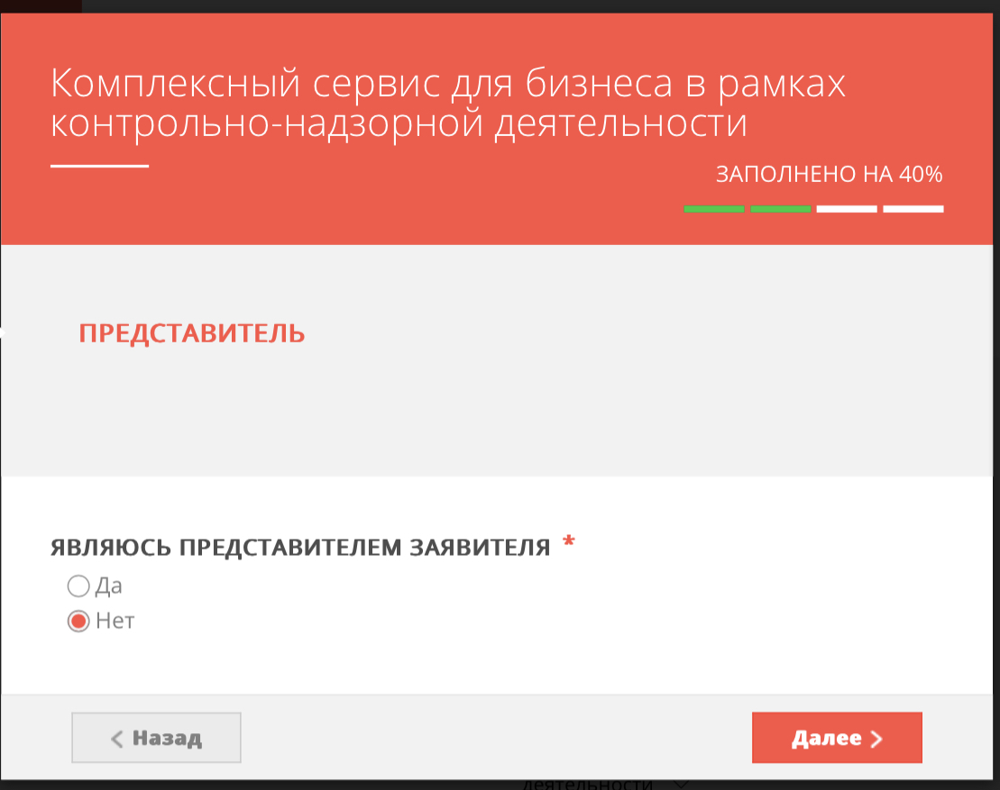 Комплексный сервис для бизнеса в рамках
контрольно-надзорной деятельности
ЗАПОЛНЕНО НА 40%
ПРЕДСТАВИТЕЛЬ
ЯВЛЯЮСЬ ПРЕДСТАВИТЕЛЕМ ЗАЯВИТЕЛЯ *
Да
Нет
Назад
Далее
деятельности